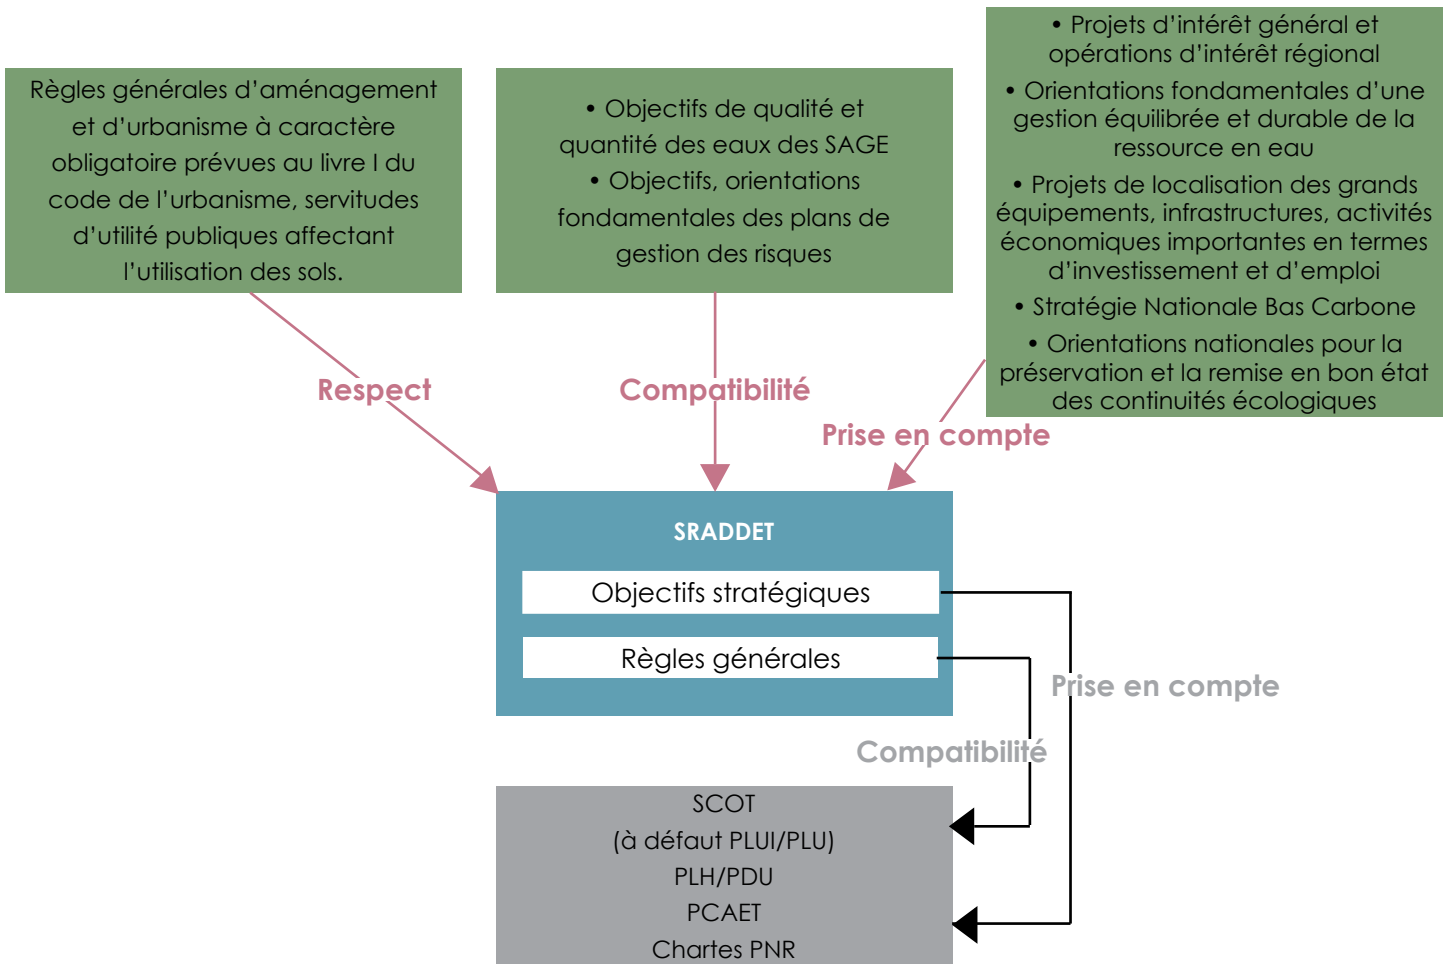 Règles générales d’aménagement
et d’urbanisme à caractère
obligatoire prévues au livre I du
code de l’urbanisme, servitudes
d’utilité publiques affectant
l’utilisation des sols.
• Objectifs de qualité et
quantité des eaux des SAGE
• Objectifs, orientations
fondamentales des plans de
gestion des risques
• Projets d’intérêt général et
opérations d’intérêt régional
• Orientations fondamentales d’une
gestion équilibrée et durable de la
ressource en eau
• Projets de localisation des grands
équipements, infrastructures, activités
économiques importantes en termes
d’investissement et d’emploi
• Stratégie Nationale Bas Carbone
• Orientations nationales pour la
préservation et la remise en bon état
des continuités écologiques
Respect
Compatibilité
Prise en compte
SRADDET
Objectifs stratégiques
Règles générales
Prise en compte
Compatibilité
SCOT
(à défaut PLUI/PLU)
PLH/PDU
PCAET
Chartes PNR